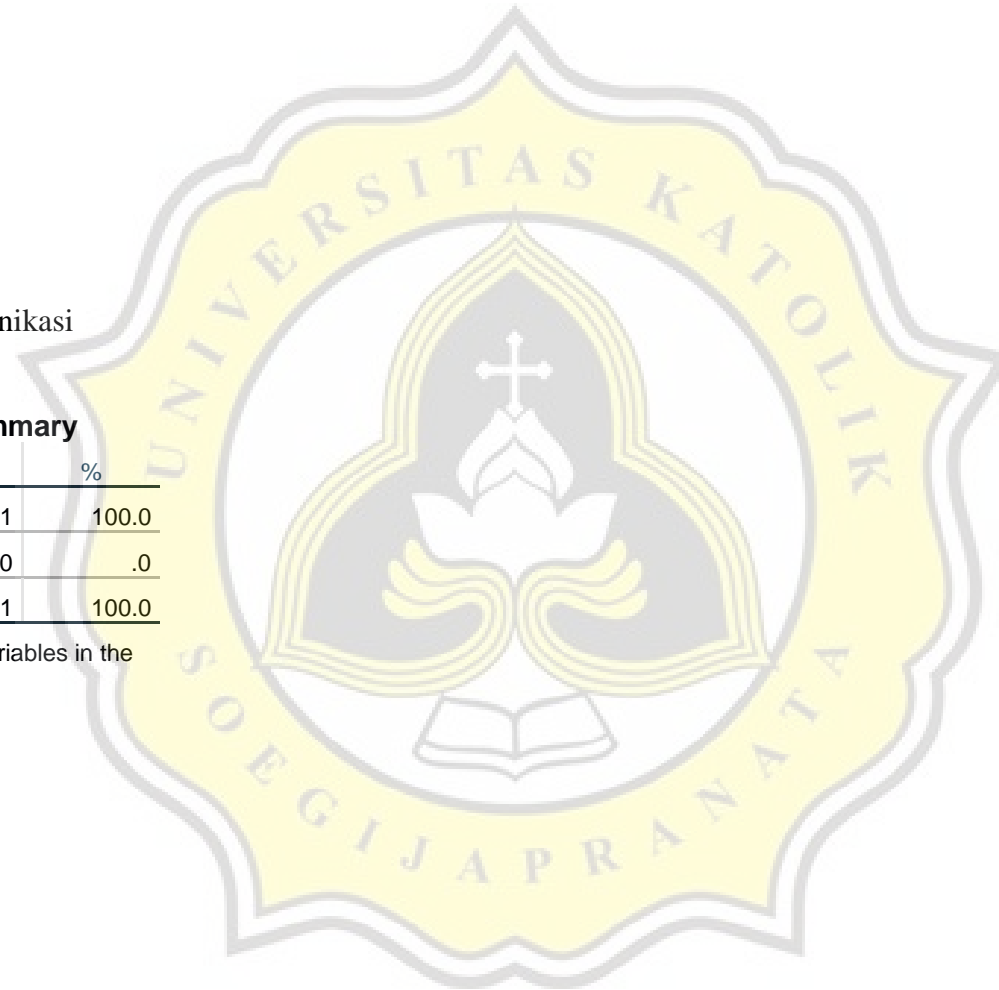 UNIVERSITAS KATOLIK
nikasi
nmary
%
1 100.0
0 .0
1 100.0
riables in the
SOEGIJAPRANATA